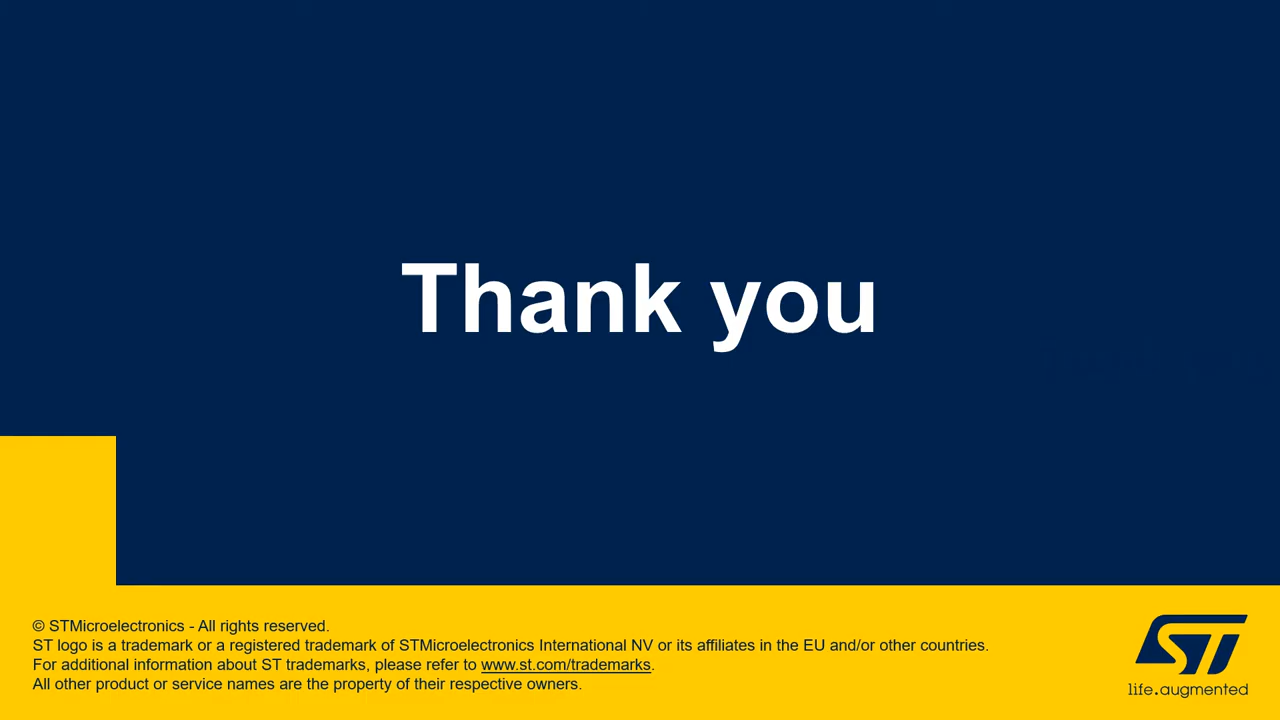 Thank you
© STMicroelectronics - All rights reserved.
ST logo is a trademark or a registered trademark of STMicroelectronics International NV or its affiliates in the EU and/or other countries.
For additional information about ST trademarks, please refer to www.st.com/trademarks.
All other product or service names are the property of their respective owners.
ST
life.augmented